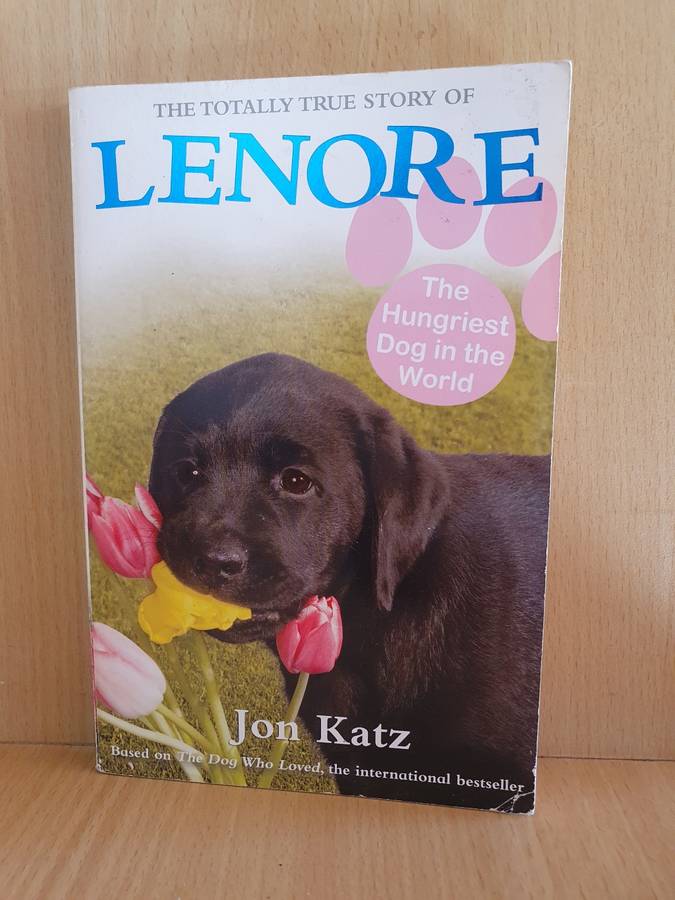 THE TOTALLY TRUE STORY OF
LENORE
The
Hungriest
Dog in the
World
Jon Katz
Based on The Dog Who Loved, the international bestseller